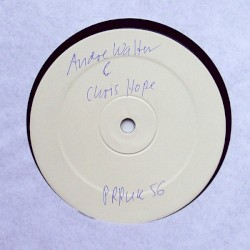 Andre Walter
&
Chris Hope
PRRUK 56